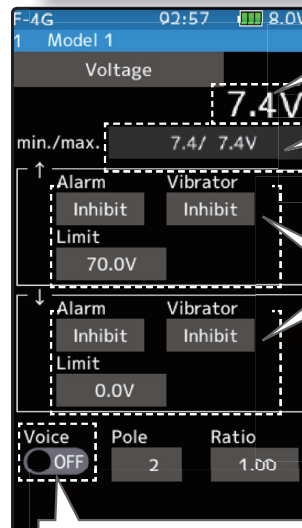 F-4G 02:57 8.0V
1 Model 1
Voltage
7.4V
min./max. 7.4/ 7.4V
↑
Alarm Vibrator
Inhibit Inhibit
Limit
70.0V
↓
Alarm Vibrator
Inhibit Inhibit
Limit
0.0V
Voice Pole Ratio
OFF 2 1.00